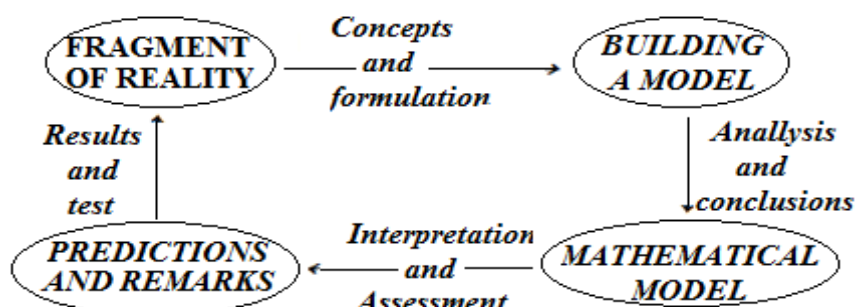 FRAGMENT
OF REALITY
Concepts
and
formulation
BUILDING
A MODEL
Anallysis
and
conclusions
MATHEMATICAL
MODEL
Interpretation
and
Assessment
PREDICTIONS
AND REMARKS
Results
and
test